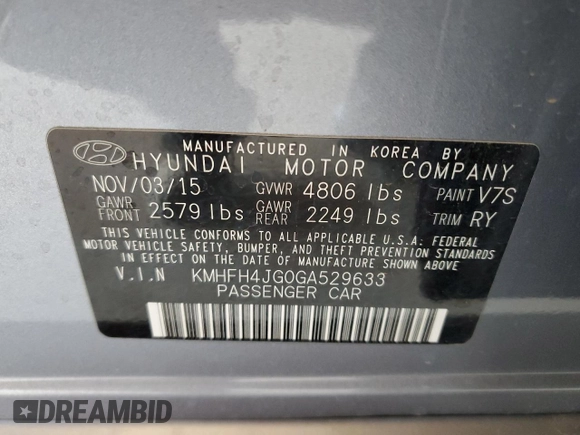 MANUFACTURED IN KOREA BY
HYUNDAI MOTOR COMPANY
NOV/03/15 GVWR 4806 lbs PAINT V7S
GAWR FRONT 2579 lbs GAWR REAR 2249 lbs TRIM RY
THIS VEHICLE CONFORMS TO ALL APPLICABLE U.S.A. FEDERAL
MOTOR VEHICLE SAFETY, BUMPER, AND THEFT PREVENTION STANDARDS
IN EFFECT ON THE DATE OF MANUFACTURE SHOWN ABOVE.
V.I.N KMHFH4JG0GA529633
PASSENGER CAR
DREAMBID